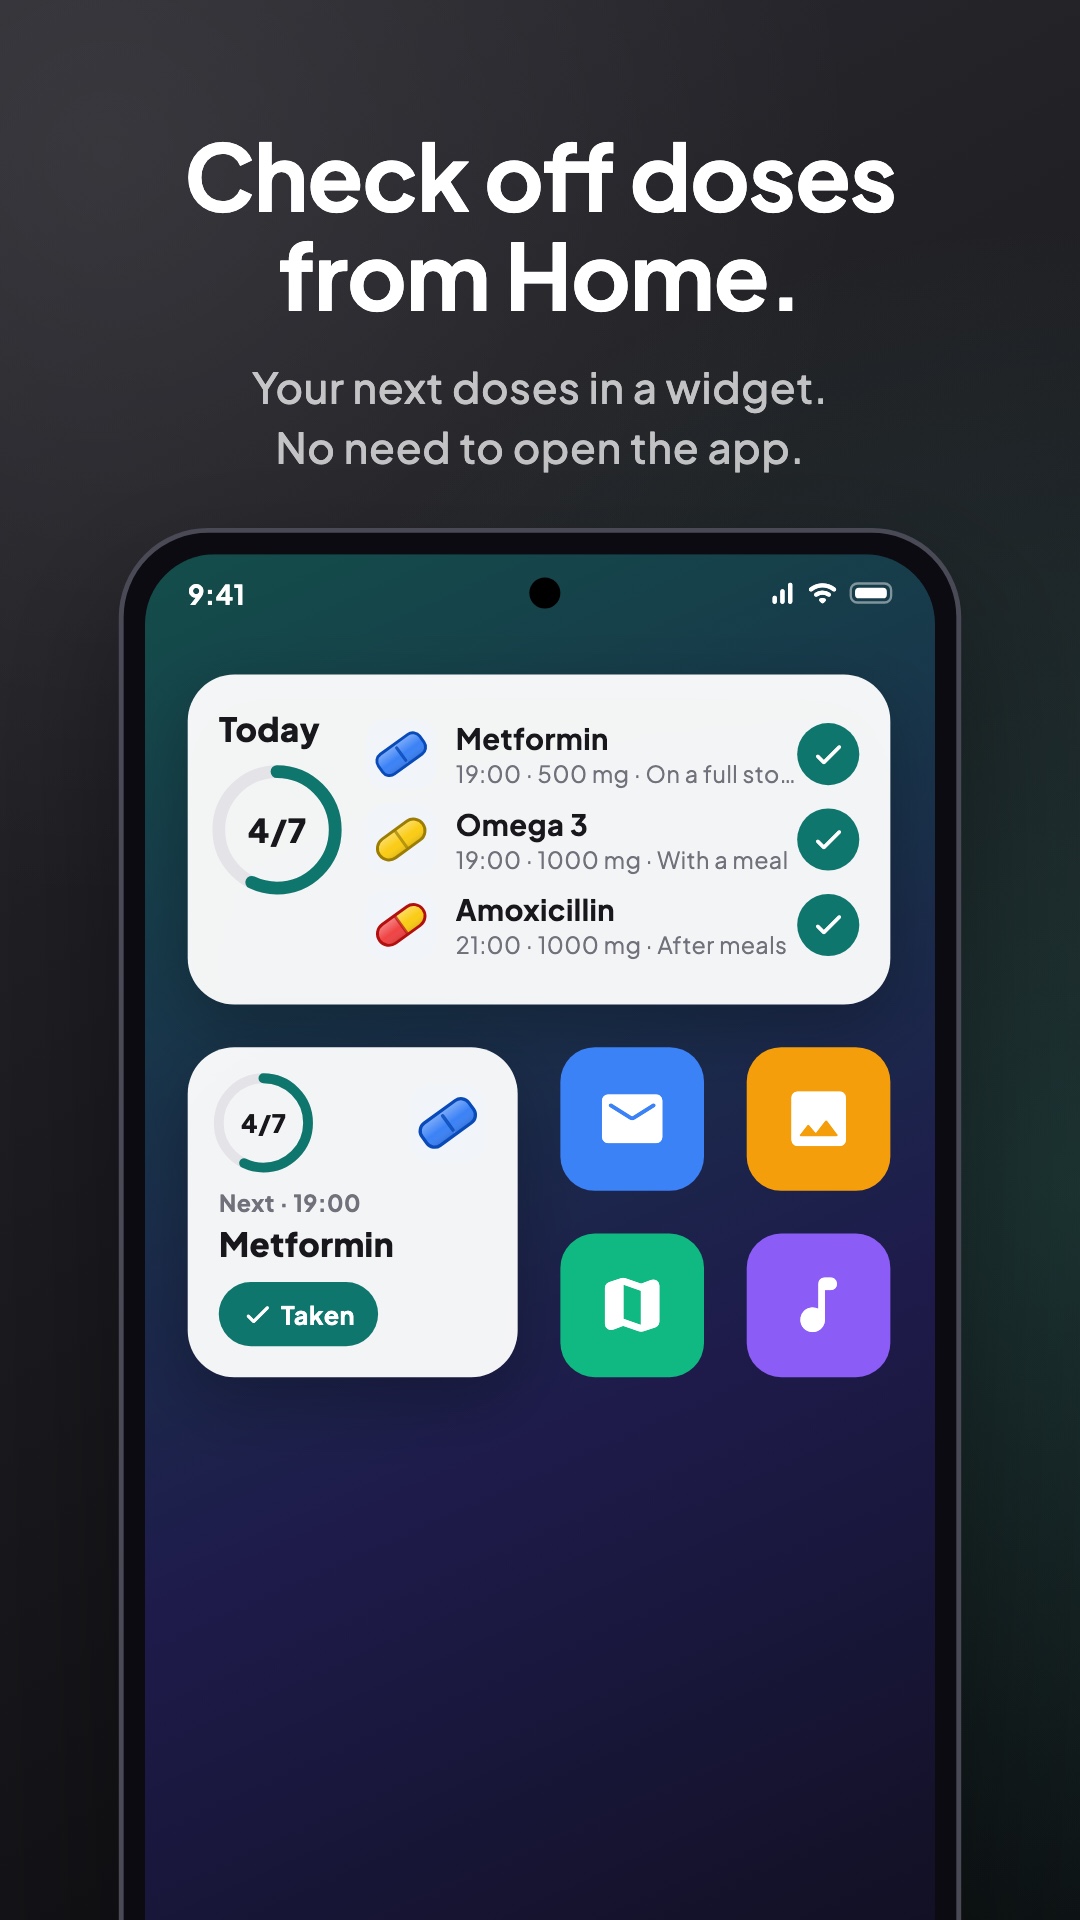 Check off doses
from Home.
Your next doses in a widget.
No need to open the app.
9:41
Today
4/7
Metformin
19:00 · 500 mg · On a full sto...
Omega 3
19:00 · 1000 mg · With a meal
Amoxicillin
21:00 · 1000 mg · After meals
4/7
Next · 19:00
Metformin
Taken